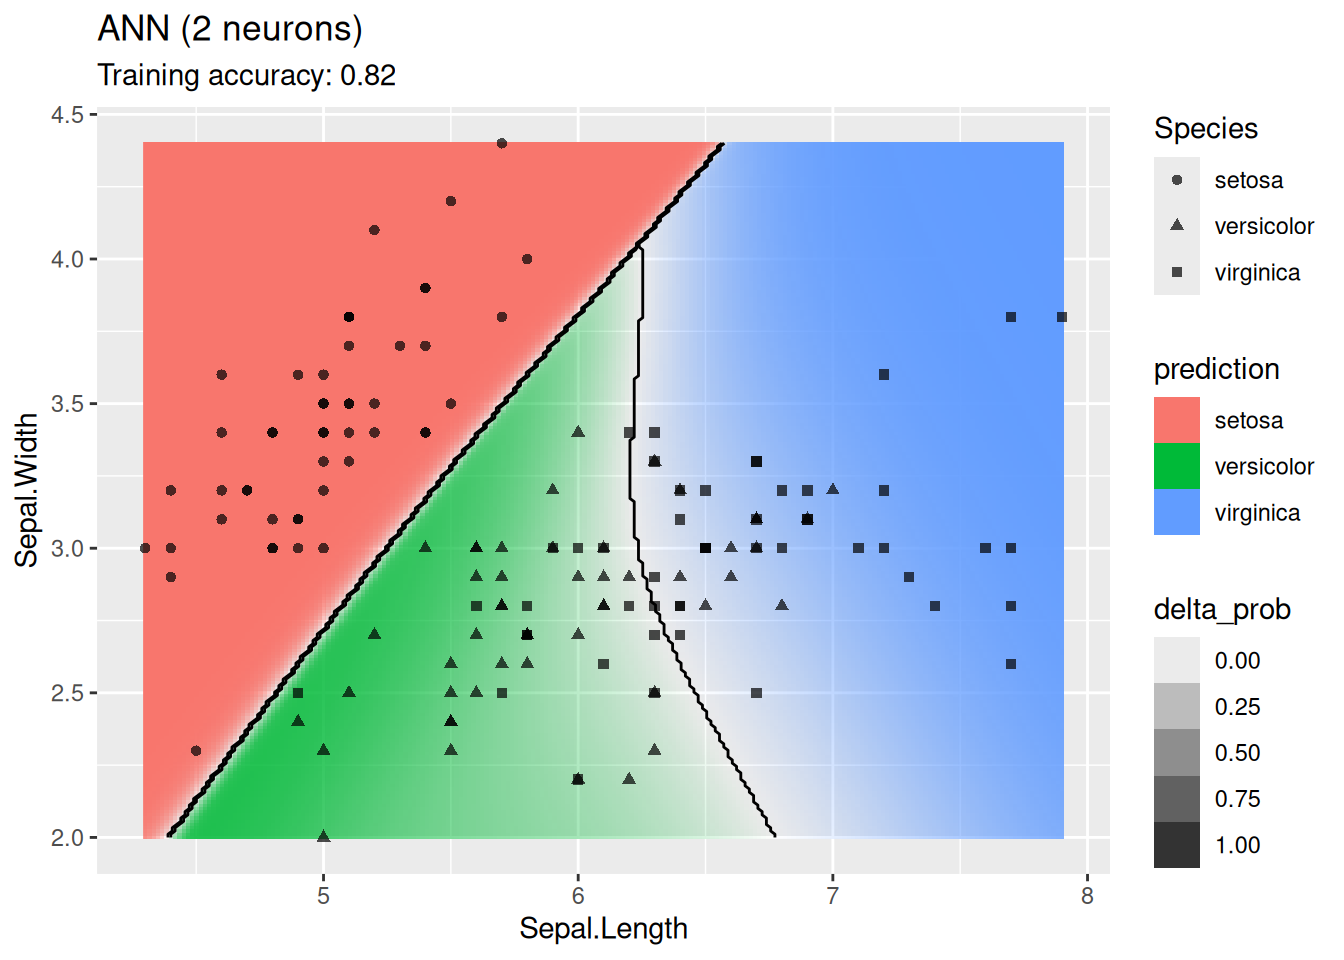 ANN (2 neurons)
Training accuracy: 0.82
4.5
4.0
3.5
3.0
2.5
2.0
Sepal.Width
5
6
7
8
Sepal.Length
Species
setosa
versicolor
virginica
prediction
setosa
versicolor
virginica
delta_prob
0.00
0.25
0.50
0.75
1.00